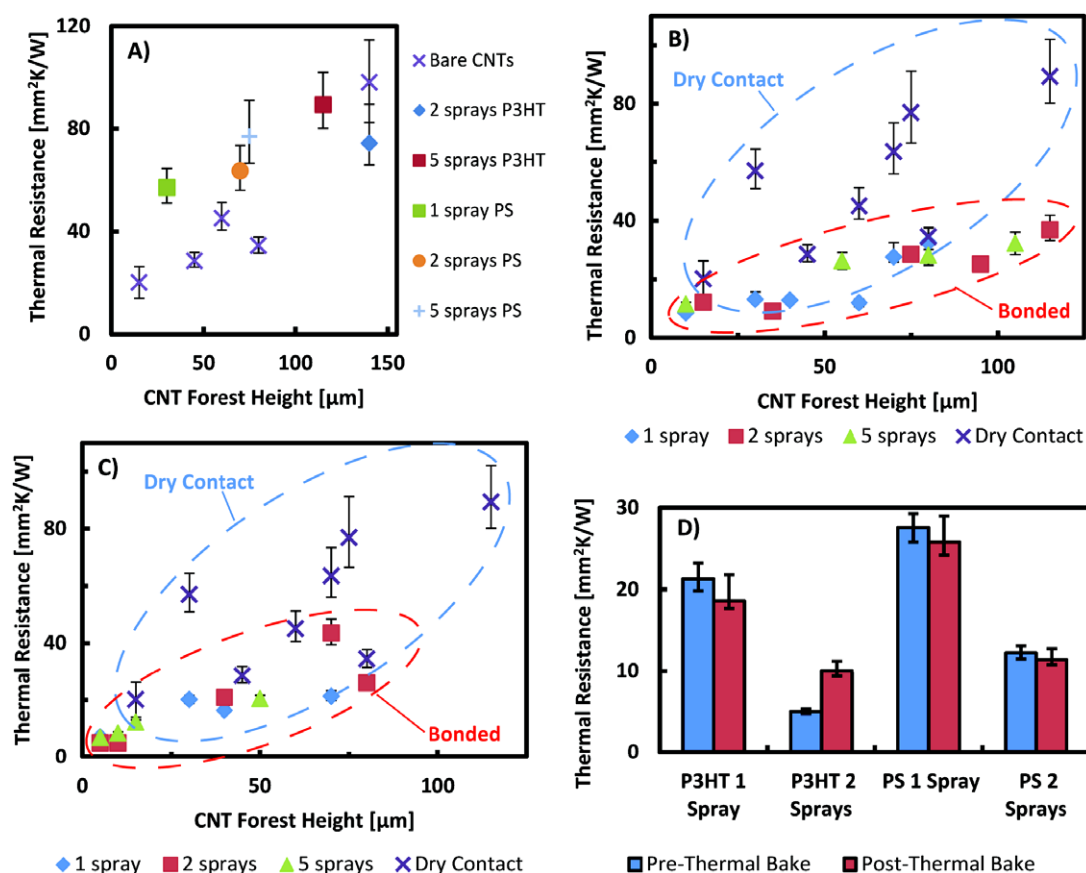 A)
Thermal Resistance [mm²K/W]
120
80
40
0
0 50 100 150
CNT Forest Height [µm]
Bare CNTs
2 sprays P3HT
5 sprays P3HT
1 spray PS
2 sprays PS
5 sprays PS
B)
Thermal Resistance [mm²K/W]
80
40
0
Dry Contact
Bonded
0 50 100
CNT Forest Height [µm]
1 spray 2 sprays 5 sprays Dry Contact
C)
Thermal Resistance [mm²K/W]
80
40
0
Dry Contact
Bonded
0 50 100
CNT Forest Height [µm]
1 spray 2 sprays 5 sprays Dry Contact
D)
Thermal Resistance [mm²K/W]
30
20
10
0
P3HT 1 P3HT 2 PS 1 Spray PS 2
Spray Sprays Sprays
Pre-Thermal Bake Post-Thermal Bake